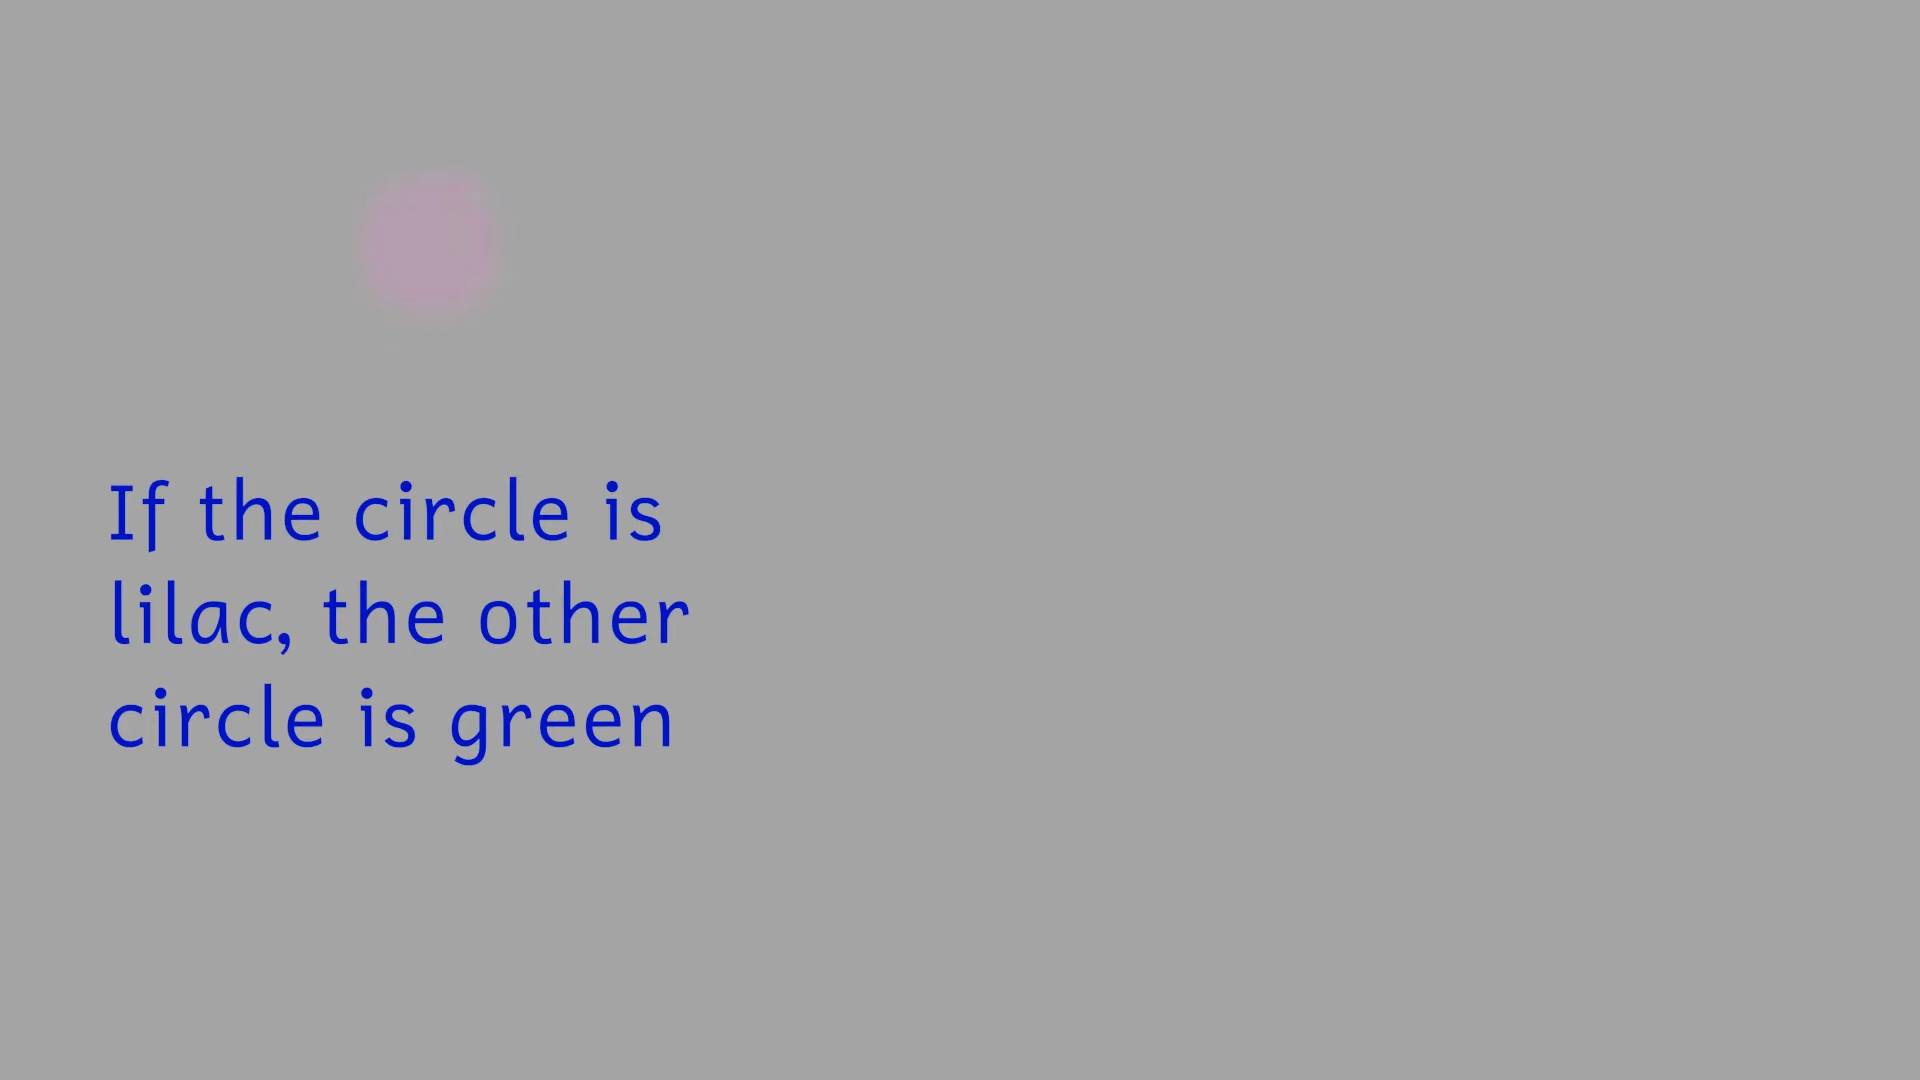 If the circle is
lilac, the other
circle is green